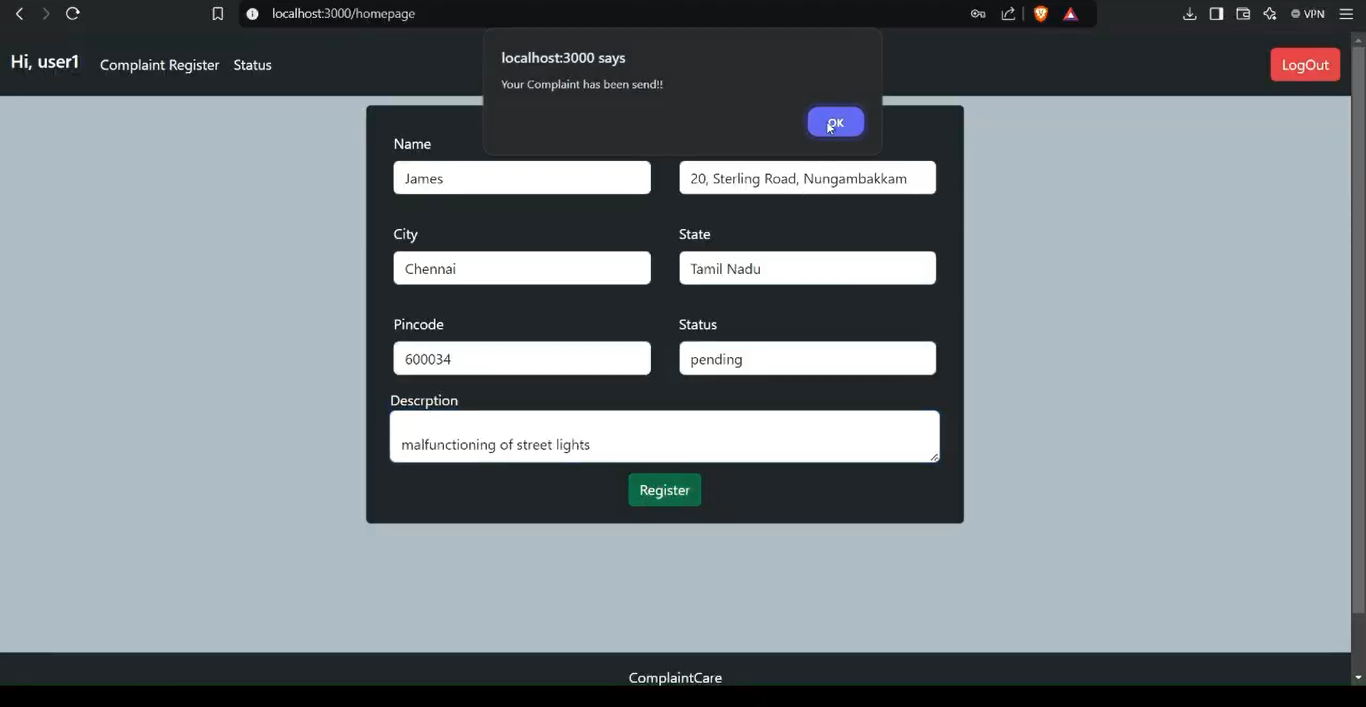 localhost:3000/homepage
VPN
Hi, user1
Complaint Register
Status
LogOut
localhost:3000 says
Your Complaint has been send!!
OK
Name
James
20, Sterling Road, Nungambakkam
City
State
Chennai
Tamil Nadu
Pincode
Status
600034
pending
Descrption
malfunctioning of street lights
Register
ComplaintCare